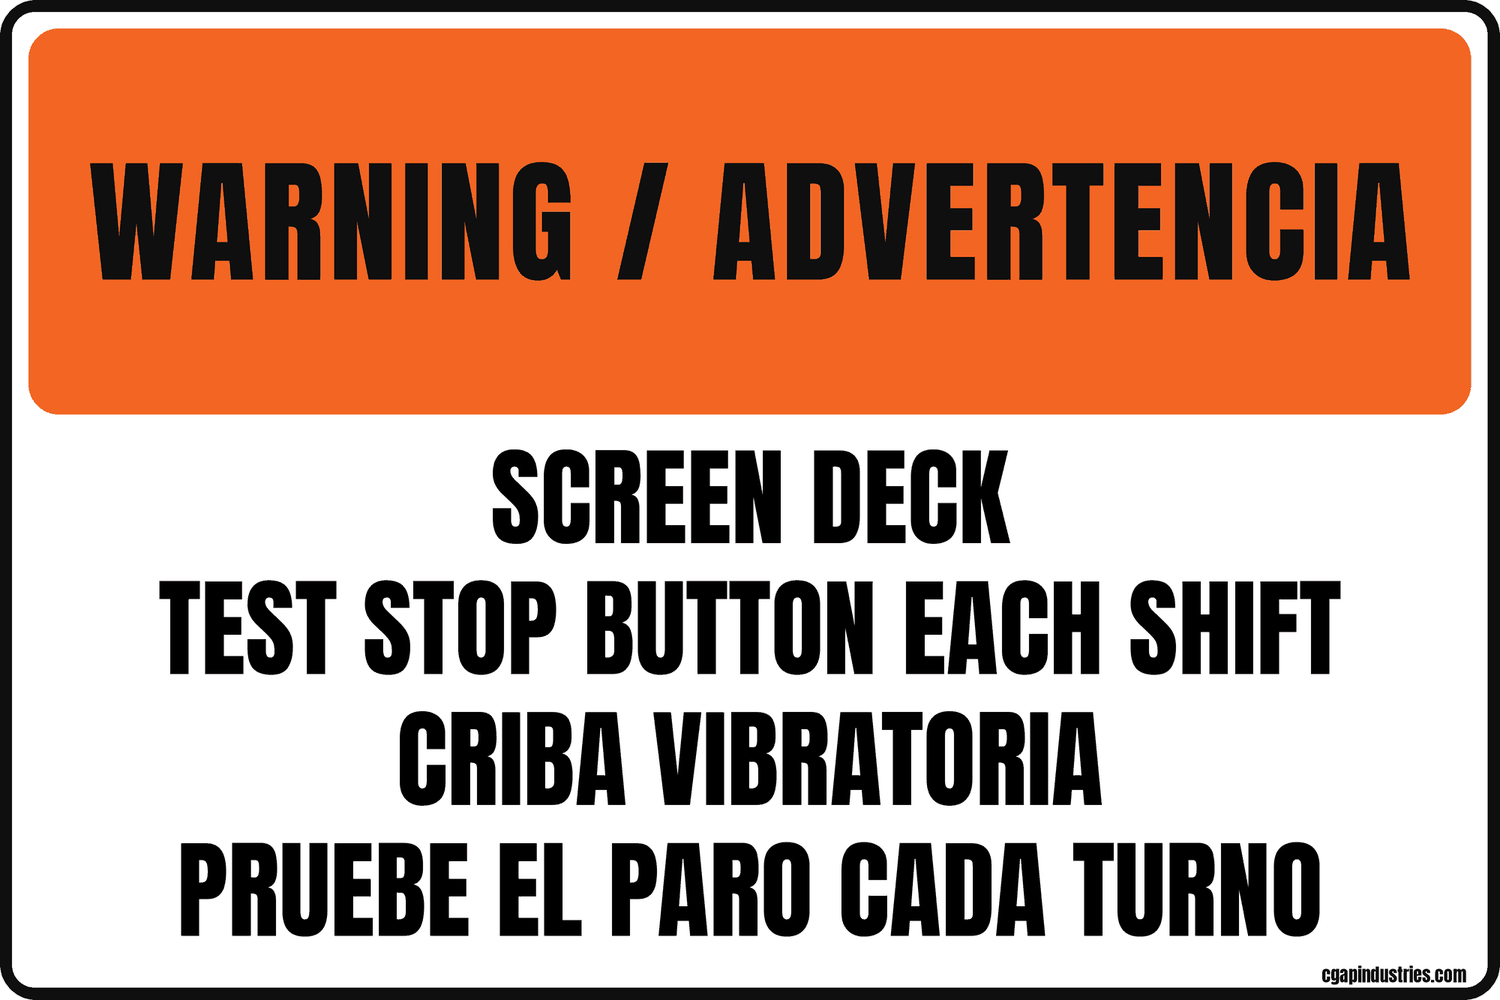 WARNING / ADVERTENCIA
SCREEN DECK
TEST STOP BUTTON EACH SHIFT
CRIBA VIBRATORIA
PRUEBE EL PARO CADA TURNO
cgapindustries.com